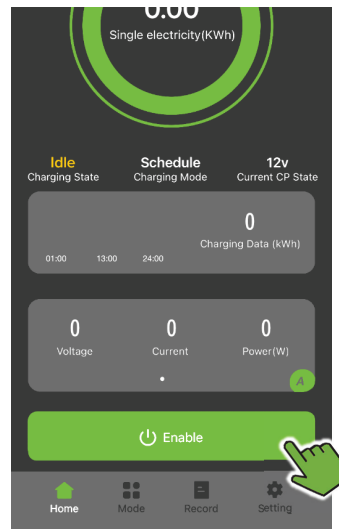 0.00
Single electricity(KWh)
Idle Schedule 12v
Charging State Charging Mode Current CP State
0
Charging Data (kWh)
01:00 13:00 24:00
0 0 0
Voltage Current Power(W)
A
Enable
Home Mode Record Setting